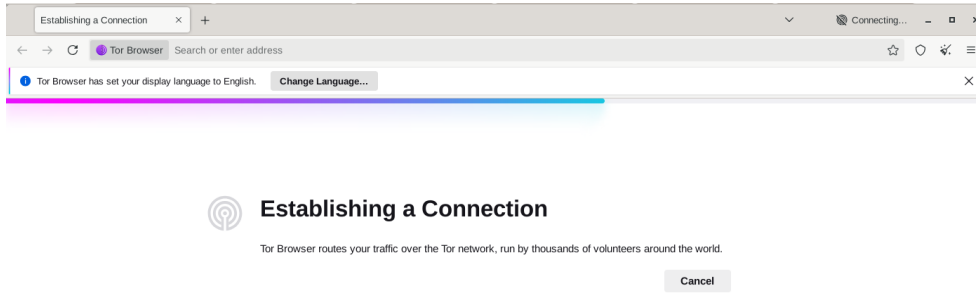 Establishing a Connection
Connecting...
Tor Browser Search or enter address
Tor Browser has set your display language to English. Change Language...
Establishing a Connection
Tor Browser routes your traffic over the Tor network, run by thousands of volunteers around the world.
Cancel